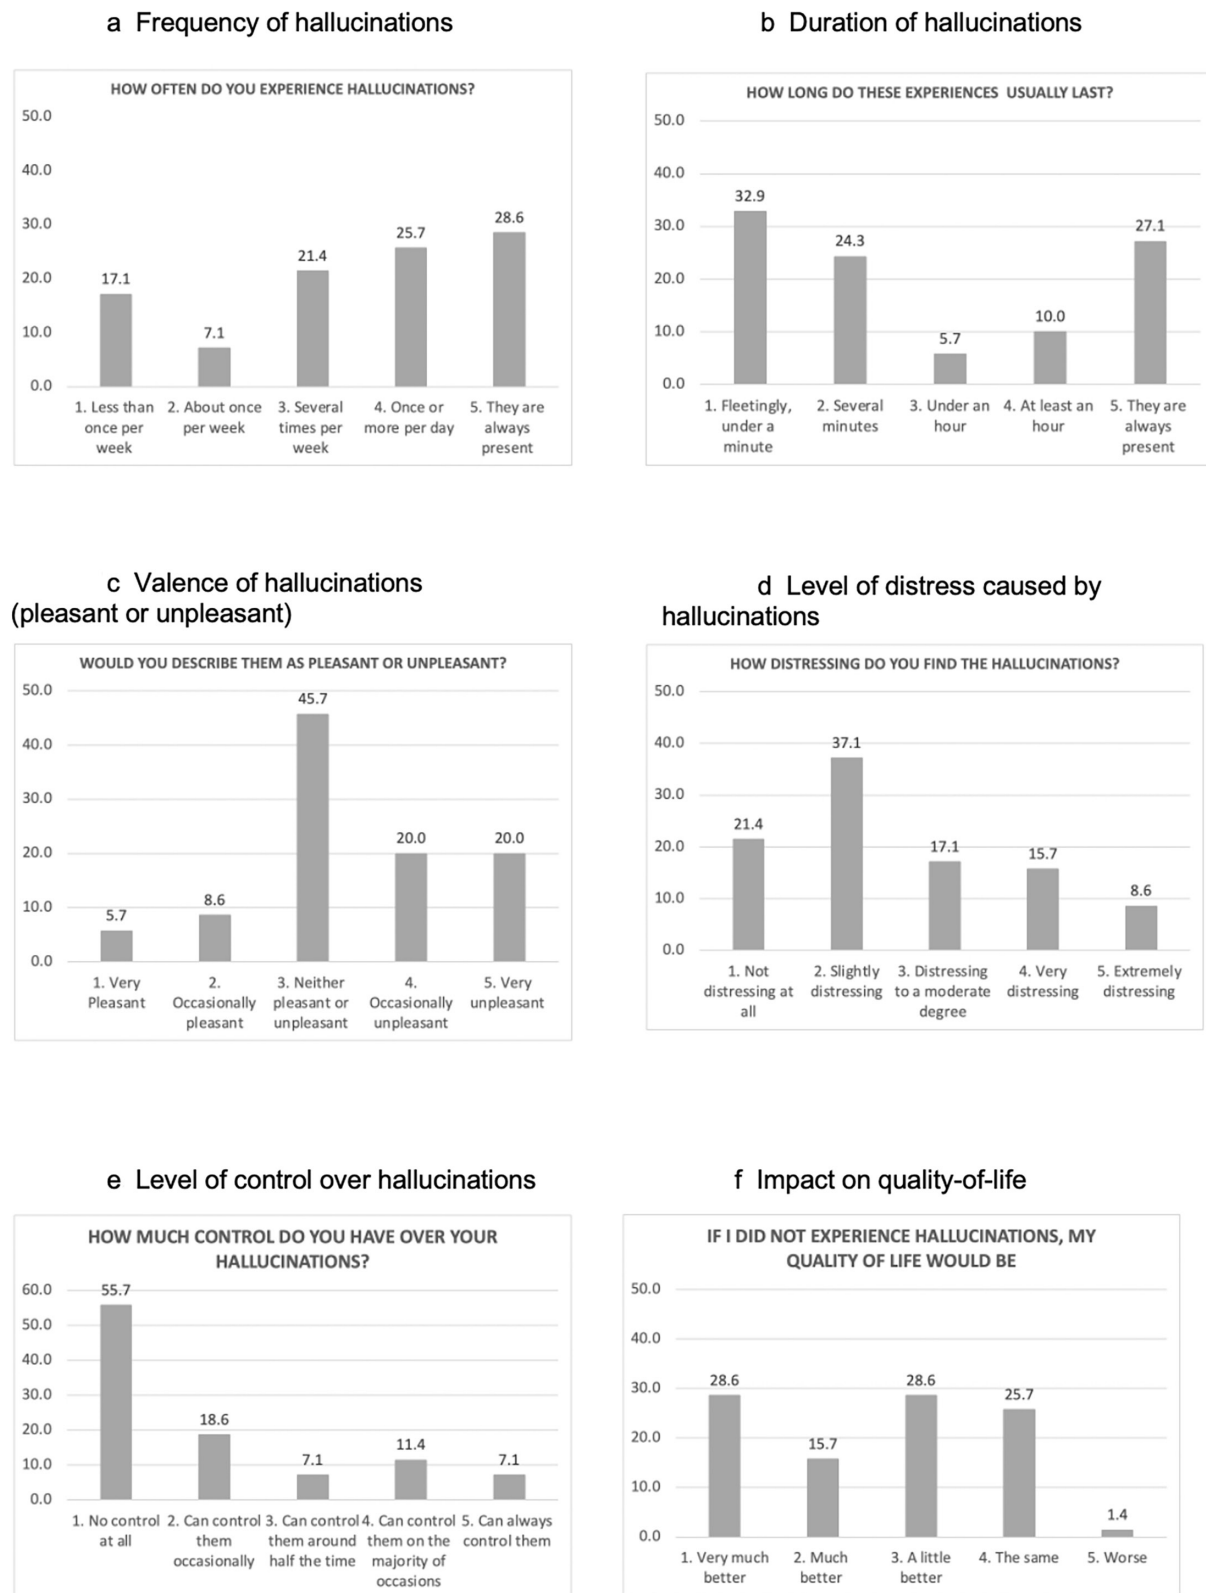 a Frequency of hallucinations
HOW OFTEN DO YOU EXPERIENCE HALLUCINATIONS?
50.0
40.0
30.0
20.0
10.0
0.0
17.1
7.1
21.4
25.7
28.6
1. Less than
once per
week
2. About once
per week
3. Several
times per
week
4. Once or
more per day
5. They are
always
present
b Duration of hallucinations
HOW LONG DO THESE EXPERIENCES USUALLY LAST?
50.0
40.0
30.0
20.0
10.0
0.0
32.9
24.3
5.7
10.0
27.1
1. Fleetingly,
under a
minute
2. Several
minutes
3. Under an
hour
4. At least an
hour
5. They are
always
present
c Valence of hallucinations
(pleasant or unpleasant)
WOULD YOU DESCRIBE THEM AS PLEASANT OR UNPLEASANT?
50.0
40.0
30.0
20.0
10.0
0.0
5.7
8.6
45.7
20.0
20.0
1. Very
Pleasant
2.
Occasionally
pleasant
3. Neither
pleasant or
unpleasant
4.
Occasionally
unpleasant
5. Very
unpleasant
d Level of distress caused by
hallucinations
HOW DISTRESSING DO YOU FIND THE HALLUCINATIONS?
50.0
40.0
30.0
20.0
10.0
0.0
21.4
37.1
17.1
15.7
8.6
1. Not
distressing at
all
2. Slightly
distressing
3. Distressing
to a moderate
degree
4. Very
distressing
5. Extremely
distressing
e Level of control over hallucinations
HOW MUCH CONTROL DO YOU HAVE OVER YOUR
HALLUCINATIONS?
60.0
50.0
40.0
30.0
20.0
10.0
0.0
55.7
18.6
7.1
11.4
7.1
1. No control
at all
2. Can control
them
occasionally
3. Can control
them around
half the time
4. Can control
them on the
majority of
occasions
5. Can always
control them
f Impact on quality-of-life
IF I DID NOT EXPERIENCE HALLUCINATIONS, MY
QUALITY OF LIFE WOULD BE
50.0
40.0
30.0
20.0
10.0
0.0
28.6
15.7
28.6
25.7
1.4
1. Very much
better
2. Much
better
3. A little
better
4. The same
5. Worse